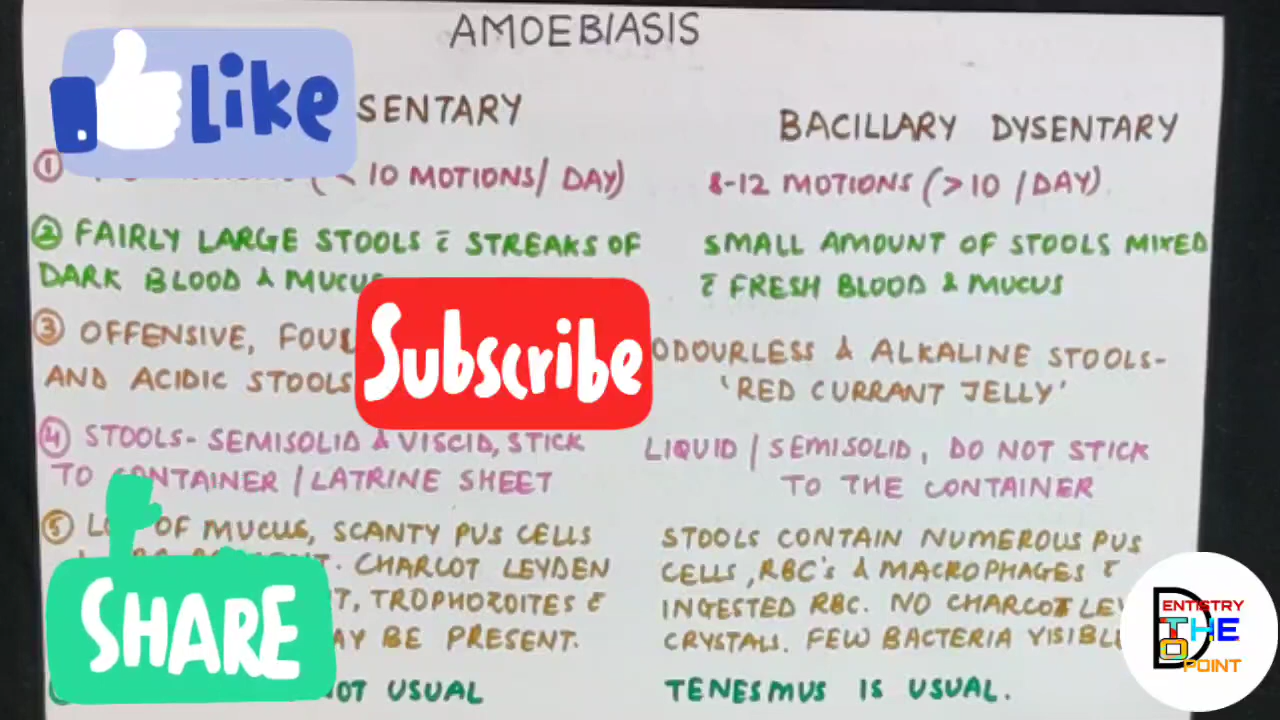 AMOEBIASIS
Like
SENTARY
BACILLARY DYSENTARY
① (< 10 MOTIONS/ DAY)
8-12 MOTIONS (>10 /DAY)
② FAIRLY LARGE STOOLS c̄ STREAKS OF
DARK BLOOD & MUCUS
SMALL AMOUNT OF STOOLS MIXED
c̄ FRESH BLOOD & MUCUS
③ OFFENSIVE, FOUL
AND ACIDIC STOOLS
Subscribe
ODOURLESS & ALKALINE STOOLS-
'RED CURRANT JELLY'
④ STOOLS- SEMISOLID & VISCID, STICK
TO CONTAINER / LATRINE SHEET
LIQUID / SEMISOLID, DO NOT STICK
TO THE CONTAINER
⑤ OF MUCUS, SCANTY PUS CELLS
CHARCOT LEYDEN
TROPHOZOITES c̄
MAY BE PRESENT.
STOOLS CONTAIN NUMEROUS PUS
CELLS, RBC's & MACROPHAGES c̄
INGESTED RBC. NO CHARCOT LEY
CRYSTALS. FEW BACTERIA VISIBLE
SHARE
NOT USUAL
TENESMUS IS USUAL.
DENTISTRY
TO THE
POINT